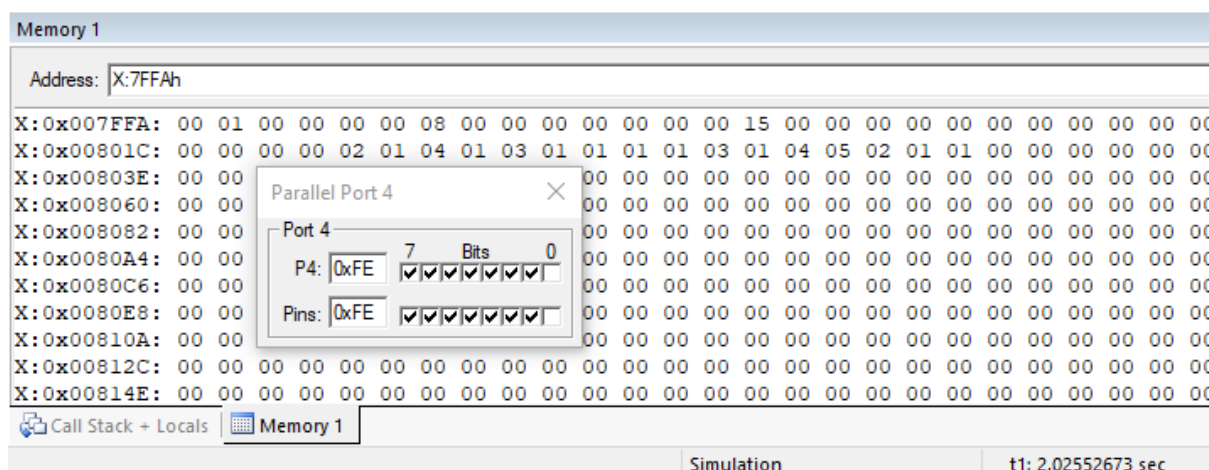 Memory 1
Address: X:7FFAh
X:0x007FFA: 00 01 00 00 00 00 08 00 00 00 00 00 00 00 15 00 00 00 00 00 00 00 00 00 00 00
X:0x00801C: 00 00 00 00 02 01 04 01 03 01 01 01 01 03 01 04 05 02 01 01 00 00 00 00 00 00
X:0x00803E: 00 00 00 00 00 00 00 00 00 00 00 00 00 00 00 00 00 00
X:0x008060: 00 00 00 00 00 00 00 00 00 00 00 00 00 00 00 00 00 00
X:0x008082: 00 00 00 00 00 00 00 00 00 00 00 00 00 00 00 00 00 00
X:0x0080A4: 00 00 00 00 00 00 00 00 00 00 00 00 00 00 00 00 00 00
X:0x0080C6: 00 00 00 00 00 00 00 00 00 00 00 00 00 00 00 00 00 00
X:0x0080E8: 00 00 00 00 00 00 00 00 00 00 00 00 00 00 00 00 00 00
X:0x00810A: 00 00 00 00 00 00 00 00 00 00 00 00 00 00 00 00 00 00
X:0x00812C: 00 00 00 00 00 00 00 00 00 00 00 00 00 00 00 00 00 00 00 00 00 00 00 00 00 00
X:0x00814E: 00 00 00 00 00 00 00 00 00 00 00 00 00 00 00 00 00 00 00 00 00 00 00 00 00 00
Parallel Port 4
Port 4
7 Bits 0
P4: 0xFE
Pins: 0xFE
Call Stack + Locals Memory 1
Simulation t1: 2.02552673 sec